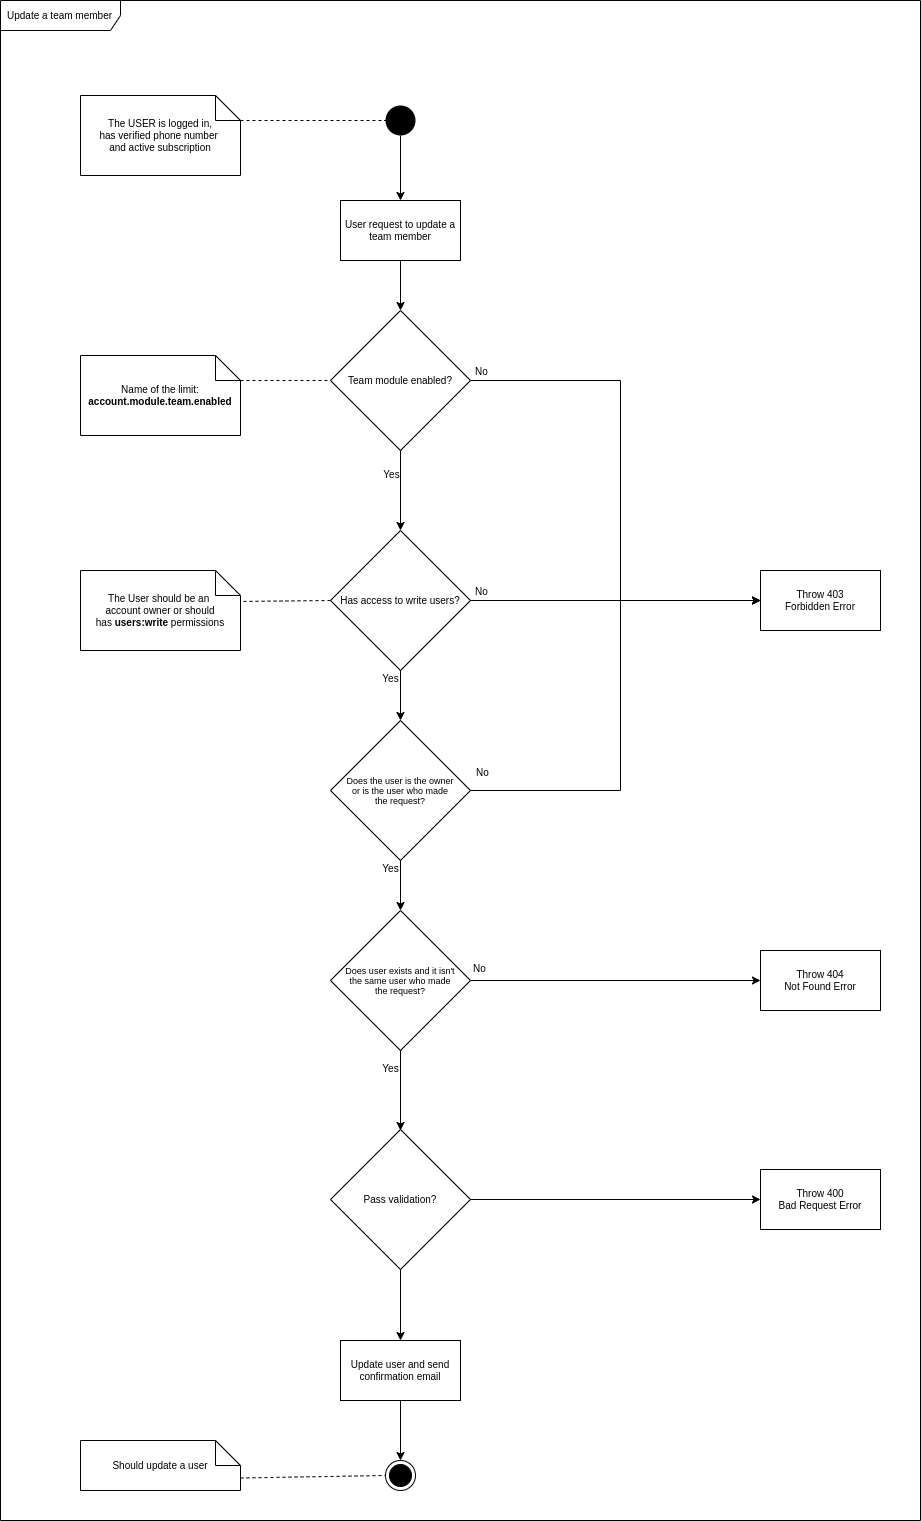 Update a team member
The USER is logged in,
has verified phone number
and active subscription
User request to update a
team member
Team module enabled?
No
Name of the limit:
account.module.team.enabled
Yes
Has access to write users?
No
The User should be an
account owner or should
has users:write permissions
Throw 403
Forbidden Error
Yes
Does the user is the owner
or is the user who made
the request?
No
Yes
Does user exists and it isn't
the same user who made
the request?
No
Throw 404
Not Found Error
Yes
Pass validation?
Throw 400
Bad Request Error
Update user and send
confirmation email
Should update a user